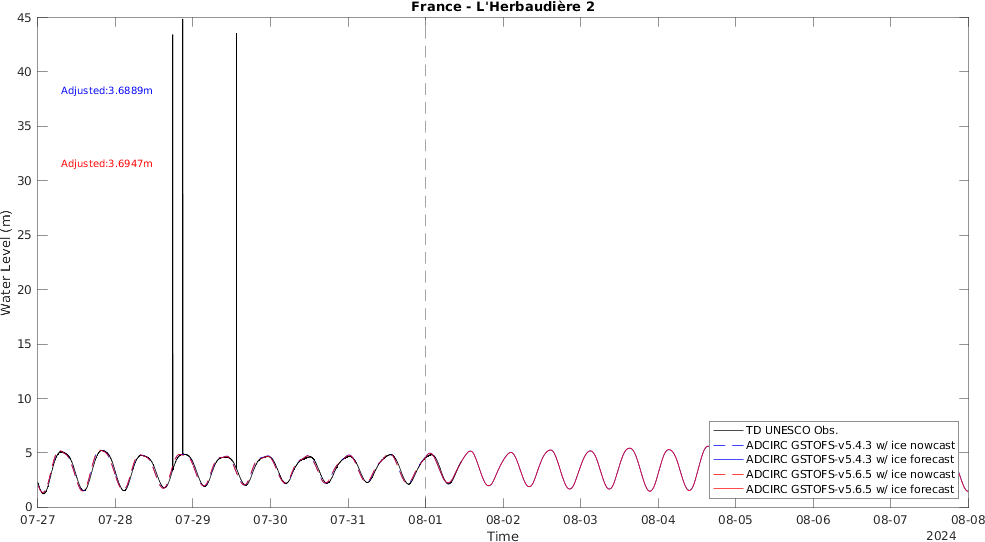 France - L'Herbaudière 2
45
40
35
30
25
20
15
10
5
0
Water Level (m)
Adjusted:3.6889m
Adjusted:3.6947m
TD UNESCO Obs.
ADCIRC GSTOFS-v5.4.3 w/ ice nowcast
ADCIRC GSTOFS-v5.4.3 w/ ice forecast
ADCIRC GSTOFS-v5.6.5 w/ ice nowcast
ADCIRC GSTOFS-v5.6.5 w/ ice forecast
07-27 07-28 07-29 07-30 07-31 08-01 08-02 08-03 08-04 08-05 08-06 08-07 08-08
Time
2024